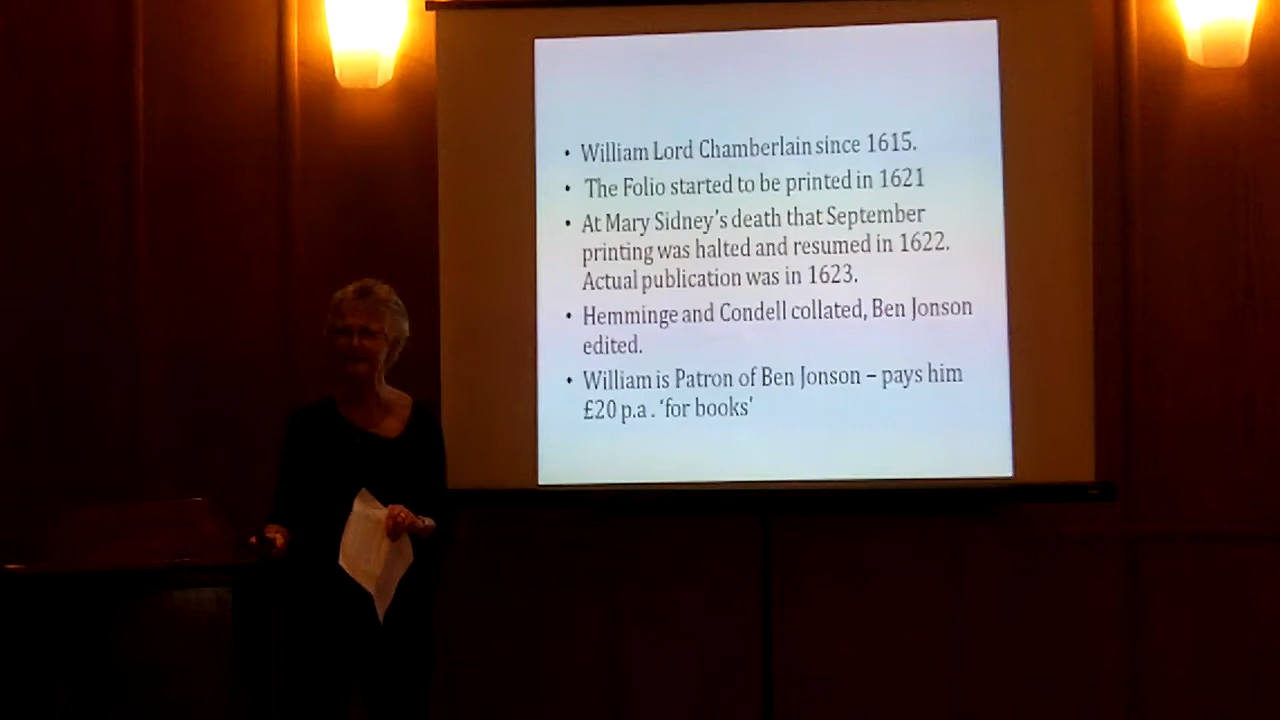 • William Lord Chamberlain since 1615.
• The Folio started to be printed in 1621
• At Mary Sidney's death that September
printing was halted and resumed in 1622.
Actual publication was in 1623.
• Hemminge and Condell collated, Ben Jonson
edited.
• William is Patron of Ben Jonson – pays him
£20 p.a. 'for books'